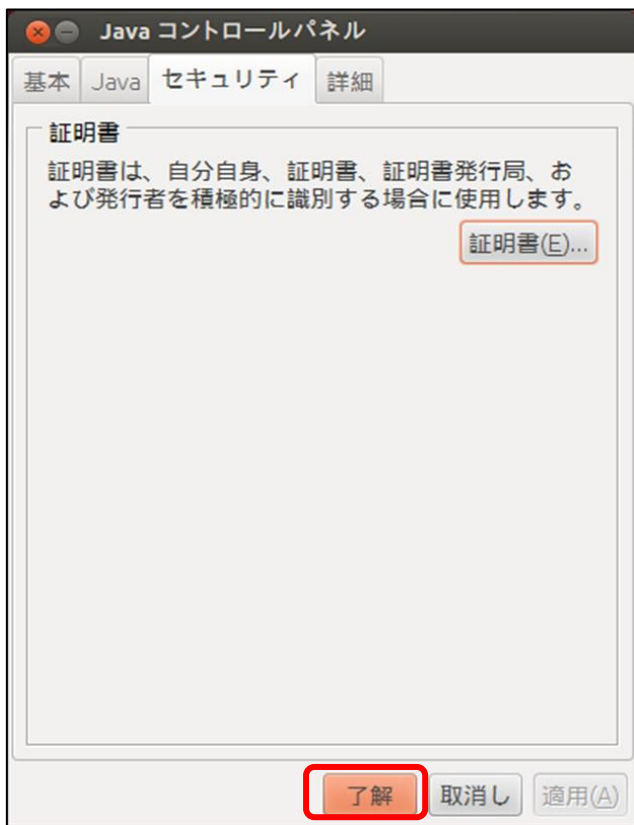 Java コントロールパネル
基本 Java セキュリティ 詳細
証明書
証明書は、自分自身、証明書、証明書発行局、お
よび発行者を積極的に識別する場合に使用します。
証明書(E)...
了解 取消し 適用(A)